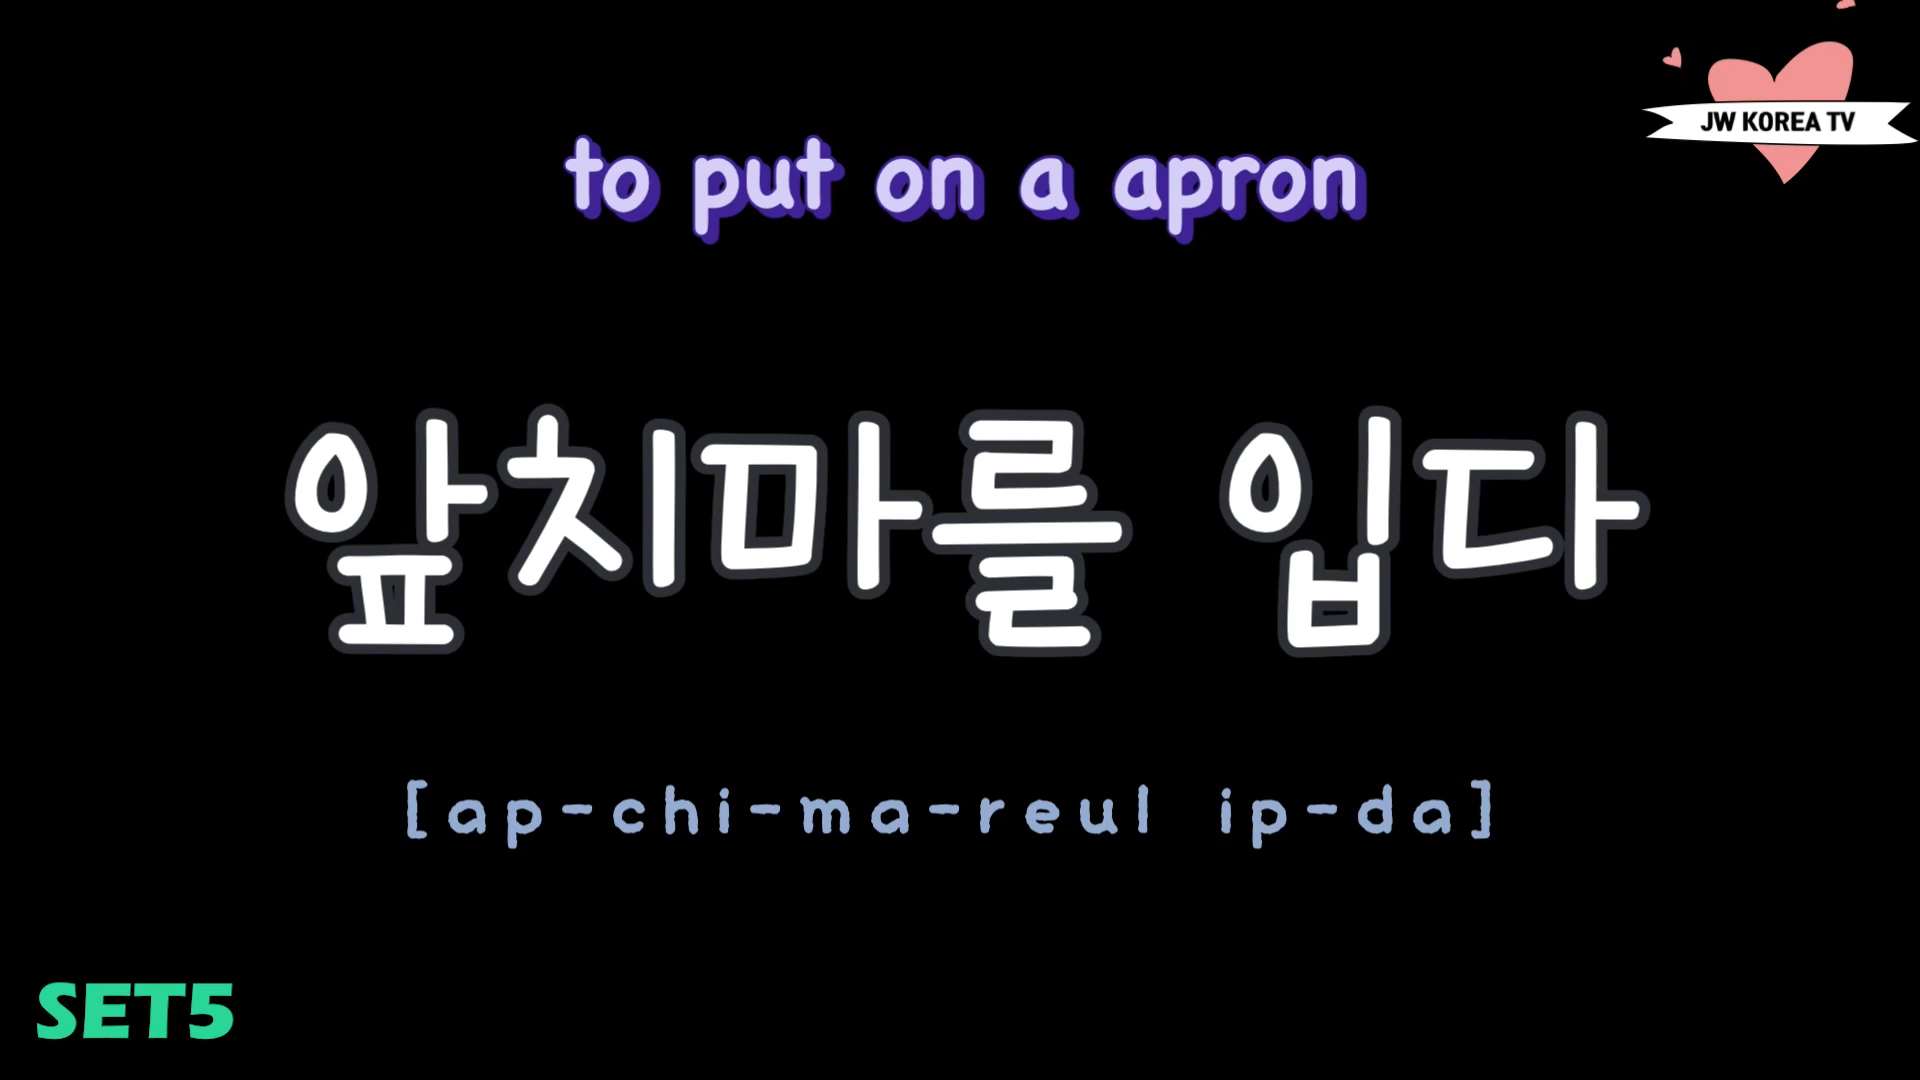 JW KOREA TV
to put on a apron
앞치마를 입다
[ap-chi-ma-reul ip-da]
SET5